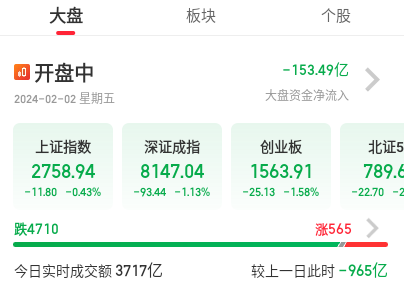 大盘 板块 个股
开盘中 -153.49亿
2024-02-02 星期五 大盘资金净流入
上证指数 深证成指 创业板 北证5
2758.94 8147.04 1563.91 789.6
-11.80 -0.43% -93.44 -1.13% -25.13 -1.58% -22.70 -2
跌4710 涨565
今日实时成交额 3717亿 较上一日此时 -965亿